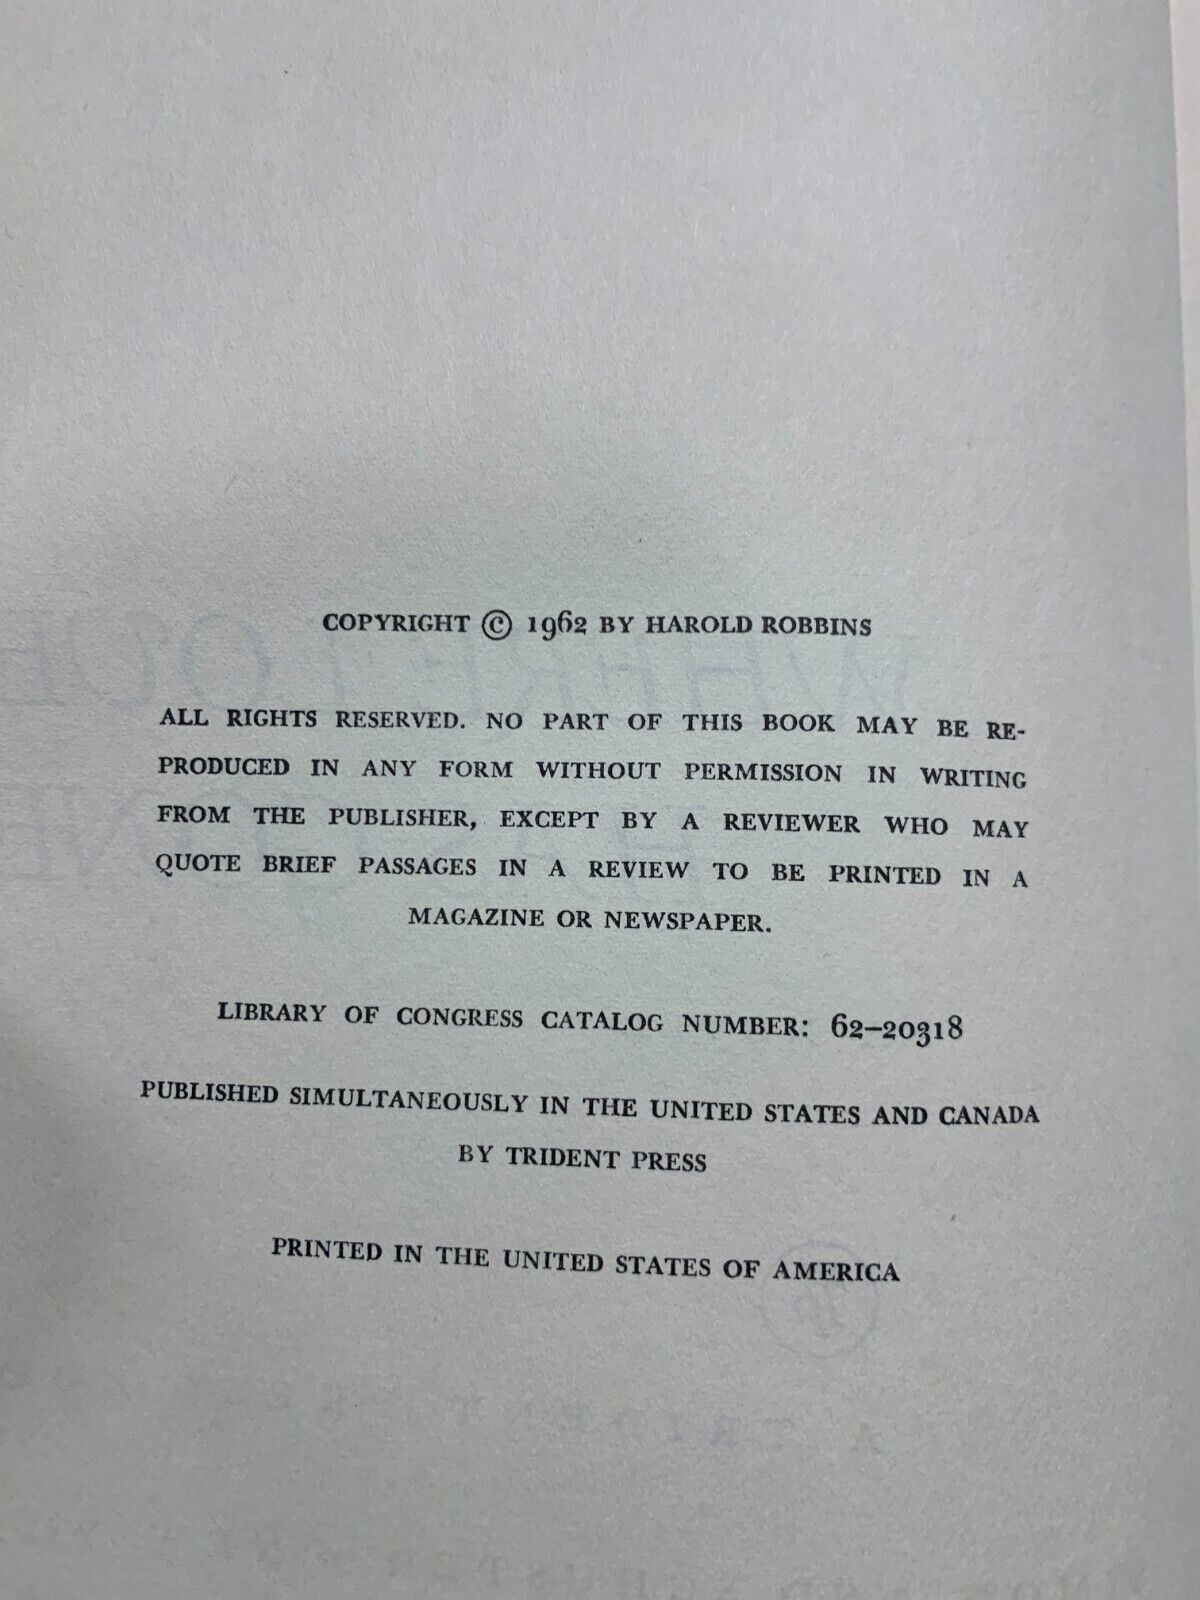 COPYRIGHT © 1962 BY HAROLD ROBBINS
ALL RIGHTS RESERVED. NO PART OF THIS BOOK MAY BE RE-
PRODUCED IN ANY FORM WITHOUT PERMISSION IN WRITING
FROM THE PUBLISHER, EXCEPT BY A REVIEWER WHO MAY
QUOTE BRIEF PASSAGES IN A REVIEW TO BE PRINTED IN A
MAGAZINE OR NEWSPAPER.
LIBRARY OF CONGRESS CATALOG NUMBER: 62–20318
PUBLISHED SIMULTANEOUSLY IN THE UNITED STATES AND CANADA
BY TRIDENT PRESS
PRINTED IN THE UNITED STATES OF AMERICA